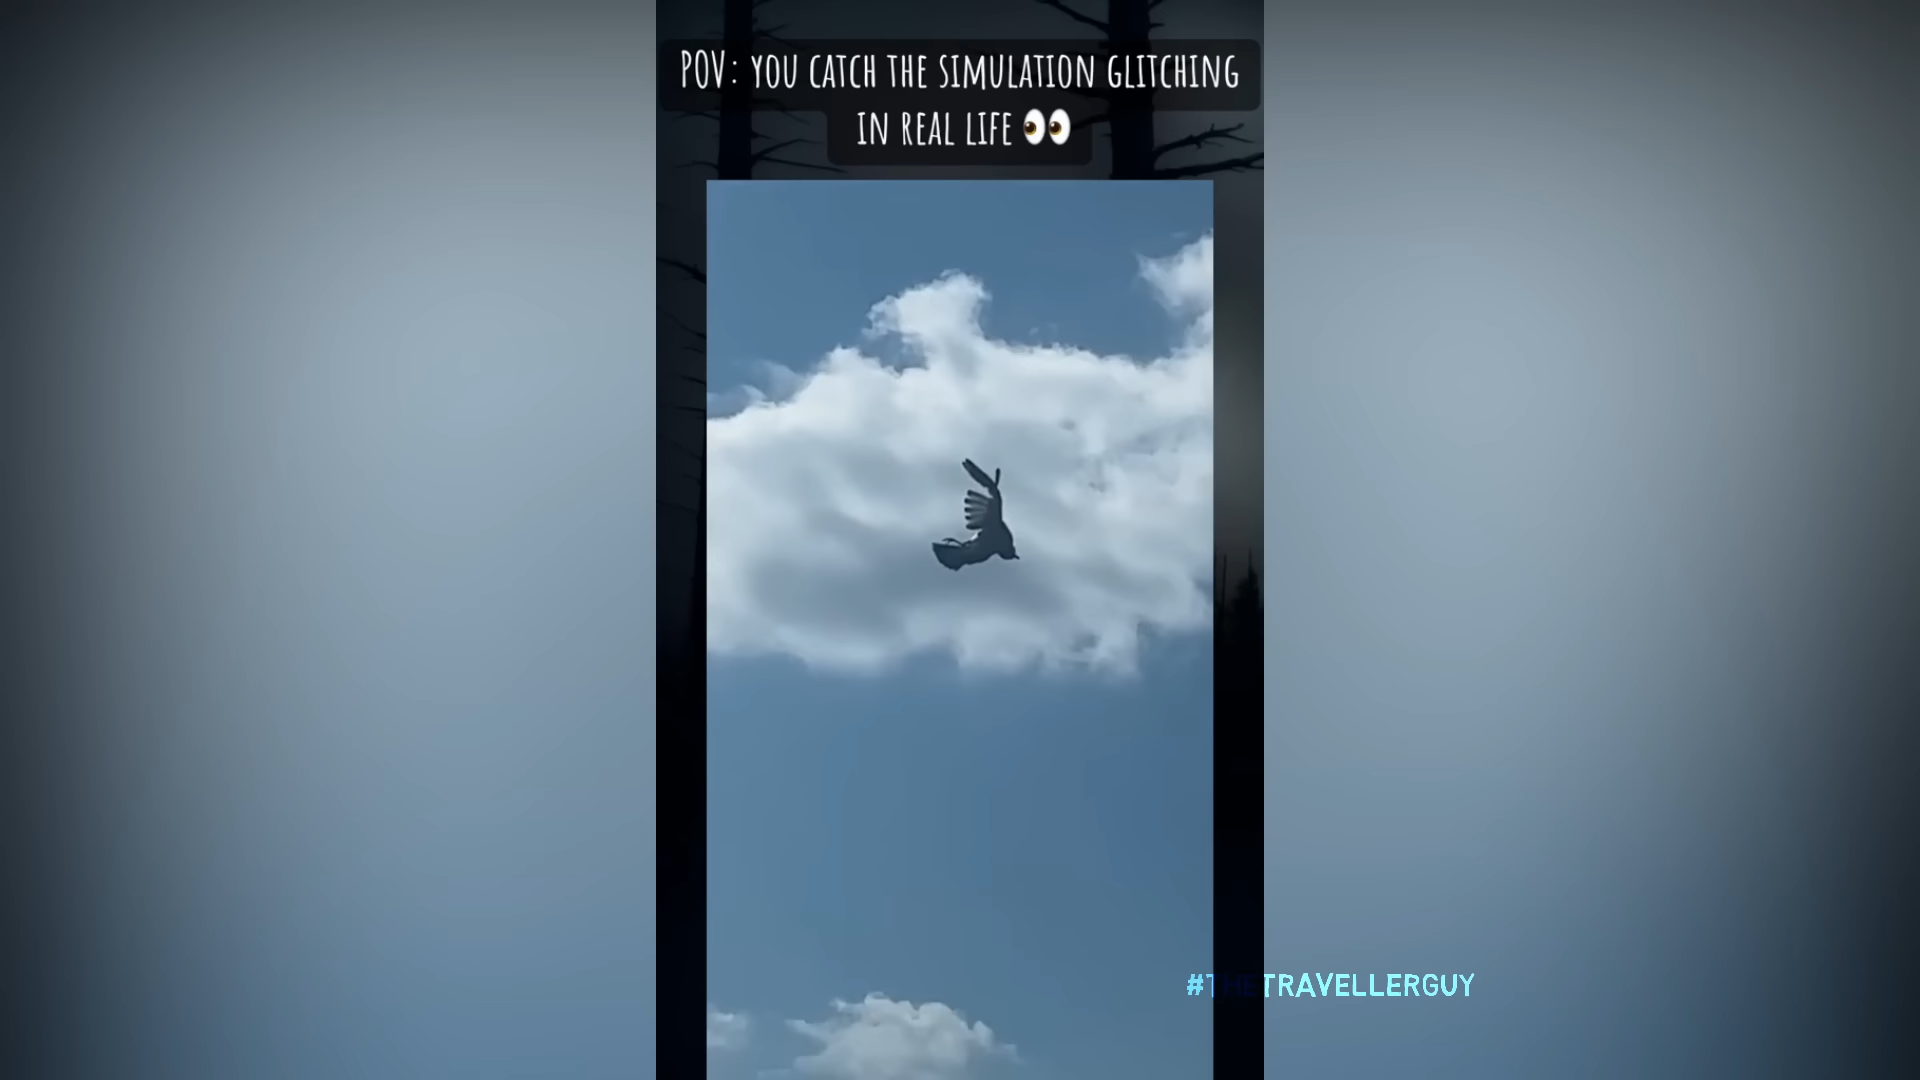 POV: YOU CATCH THE SIMULATION GLITCHING
IN REAL LIFE 👀
#THETRAVELLERGUY